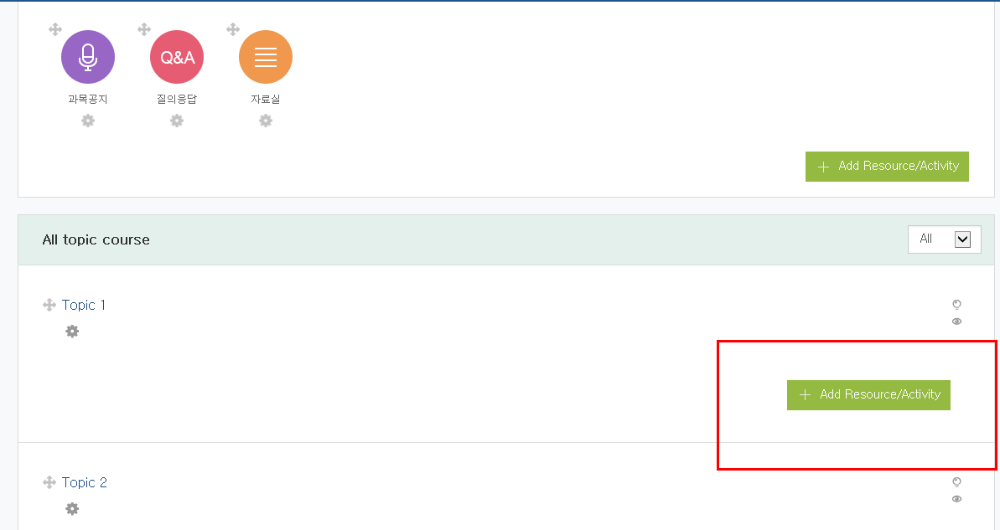 Q&A
과목공지 질의응답 자료실
Add Resource/Activity
All topic course All
Topic 1
Add Resource/Activity
Topic 2